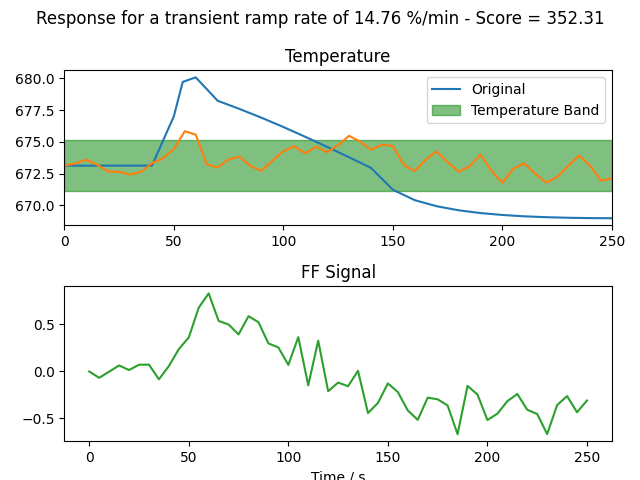 Response for a transient ramp rate of 14.76 %/min - Score = 352.31
Temperature
680.0
677.5
675.0
672.5
670.0
Original
Temperature Band
0 50 100 150 200 250
FF Signal
0.5
0.0
−0.5
0 50 100 150 200 250
Time / s